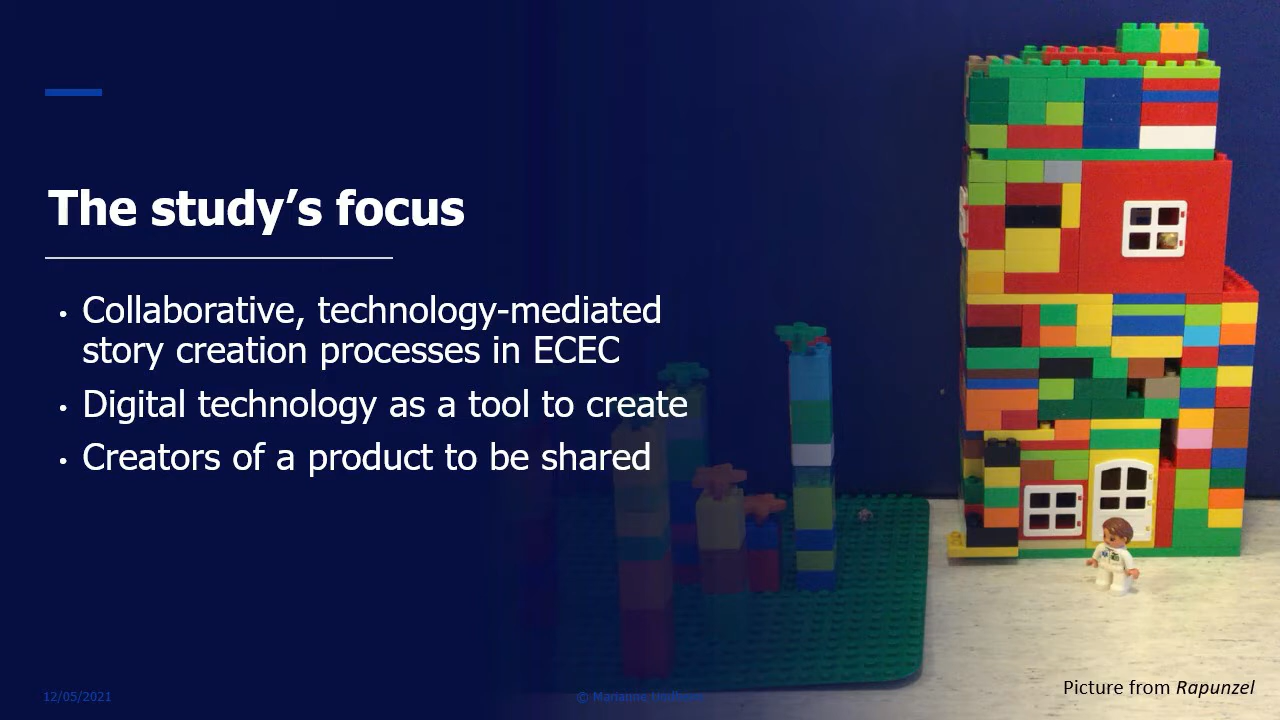 The study’s focus
• Collaborative, technology-mediated
story creation processes in ECEC
• Digital technology as a tool to create
• Creators of a product to be shared
12/05/2021
© Marianne
Picture from Rapunzel